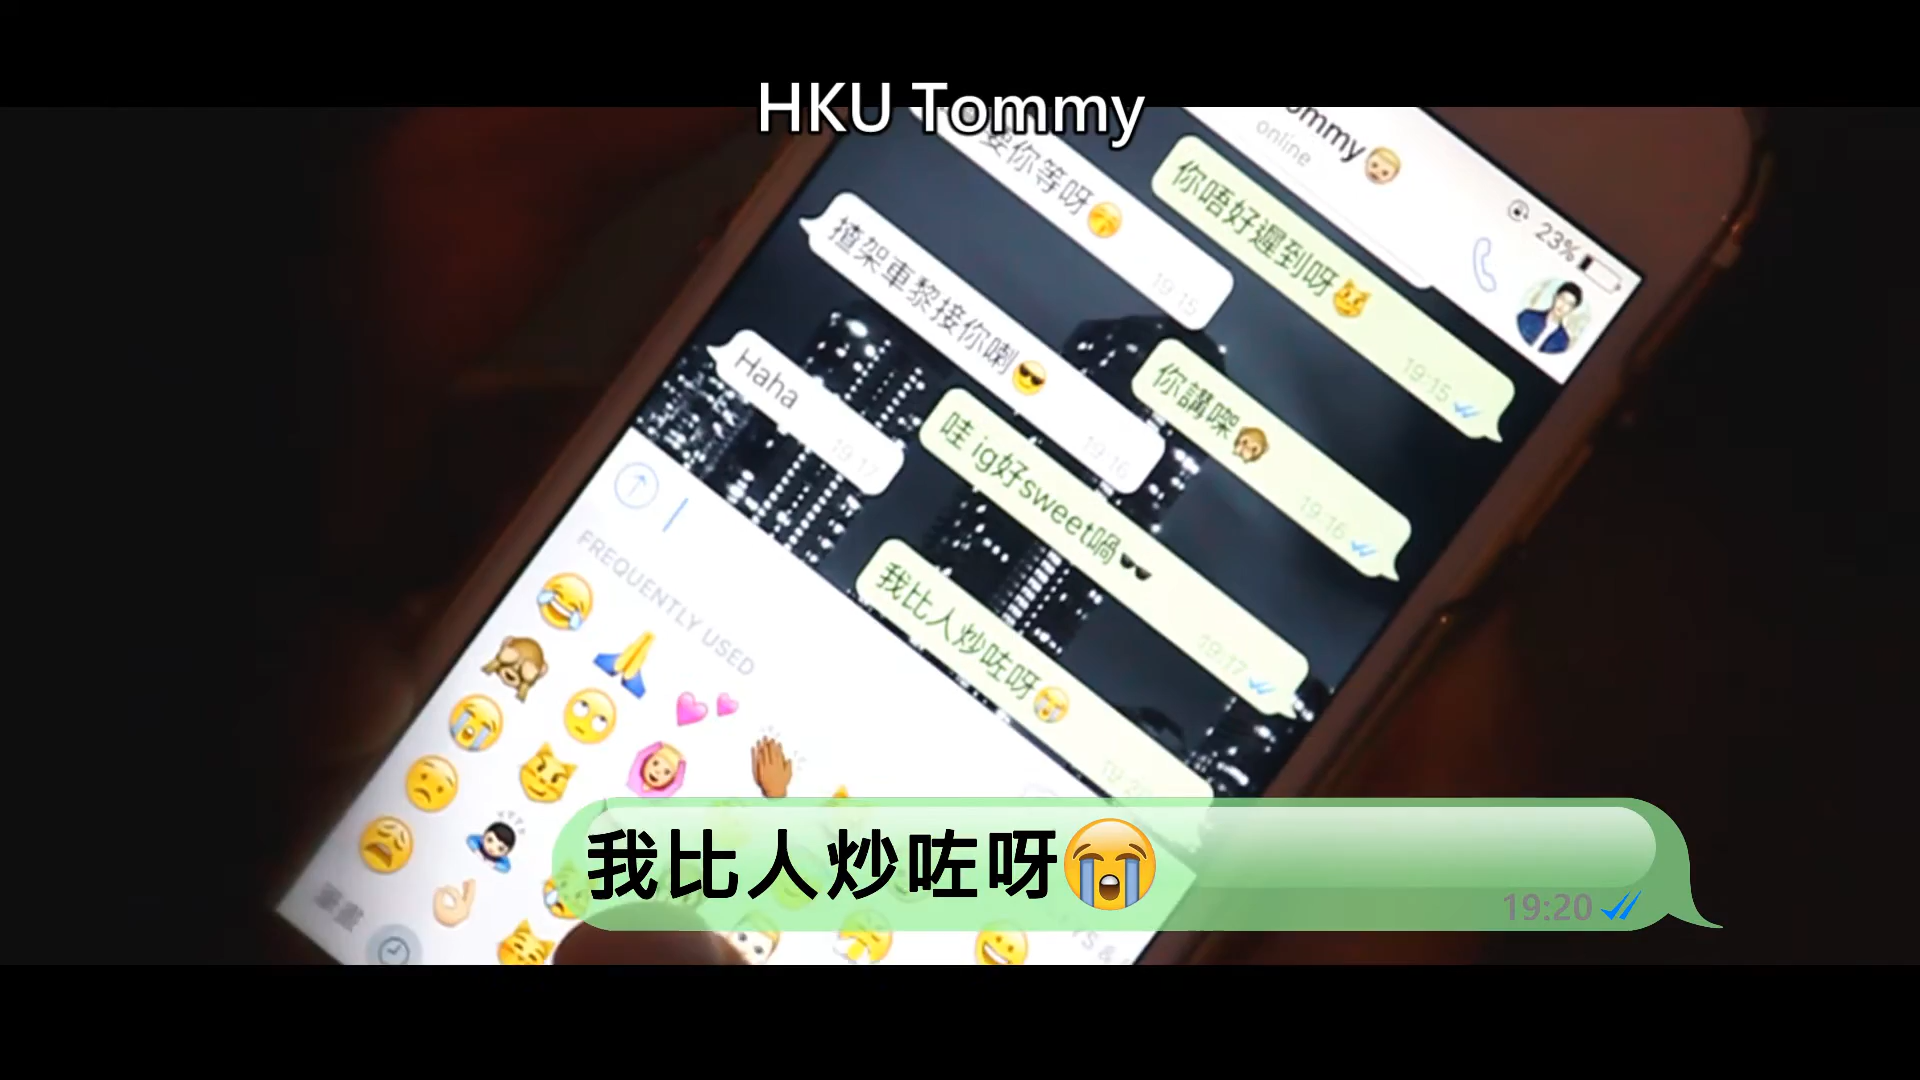 HKU Tommy
ommy👦🏼
online
23%
你唔好遲到呀😼
19:15
要你等呀😚
19:15
揸架車黎接你喇😎
19:16
你講㗎🙈
19:16
Haha
19:17
哇 ig好sweet喎🕶
19:17
我比人炒咗呀😭
FREQUENTLY USED
筆畫
我比人炒咗呀😭
19:20